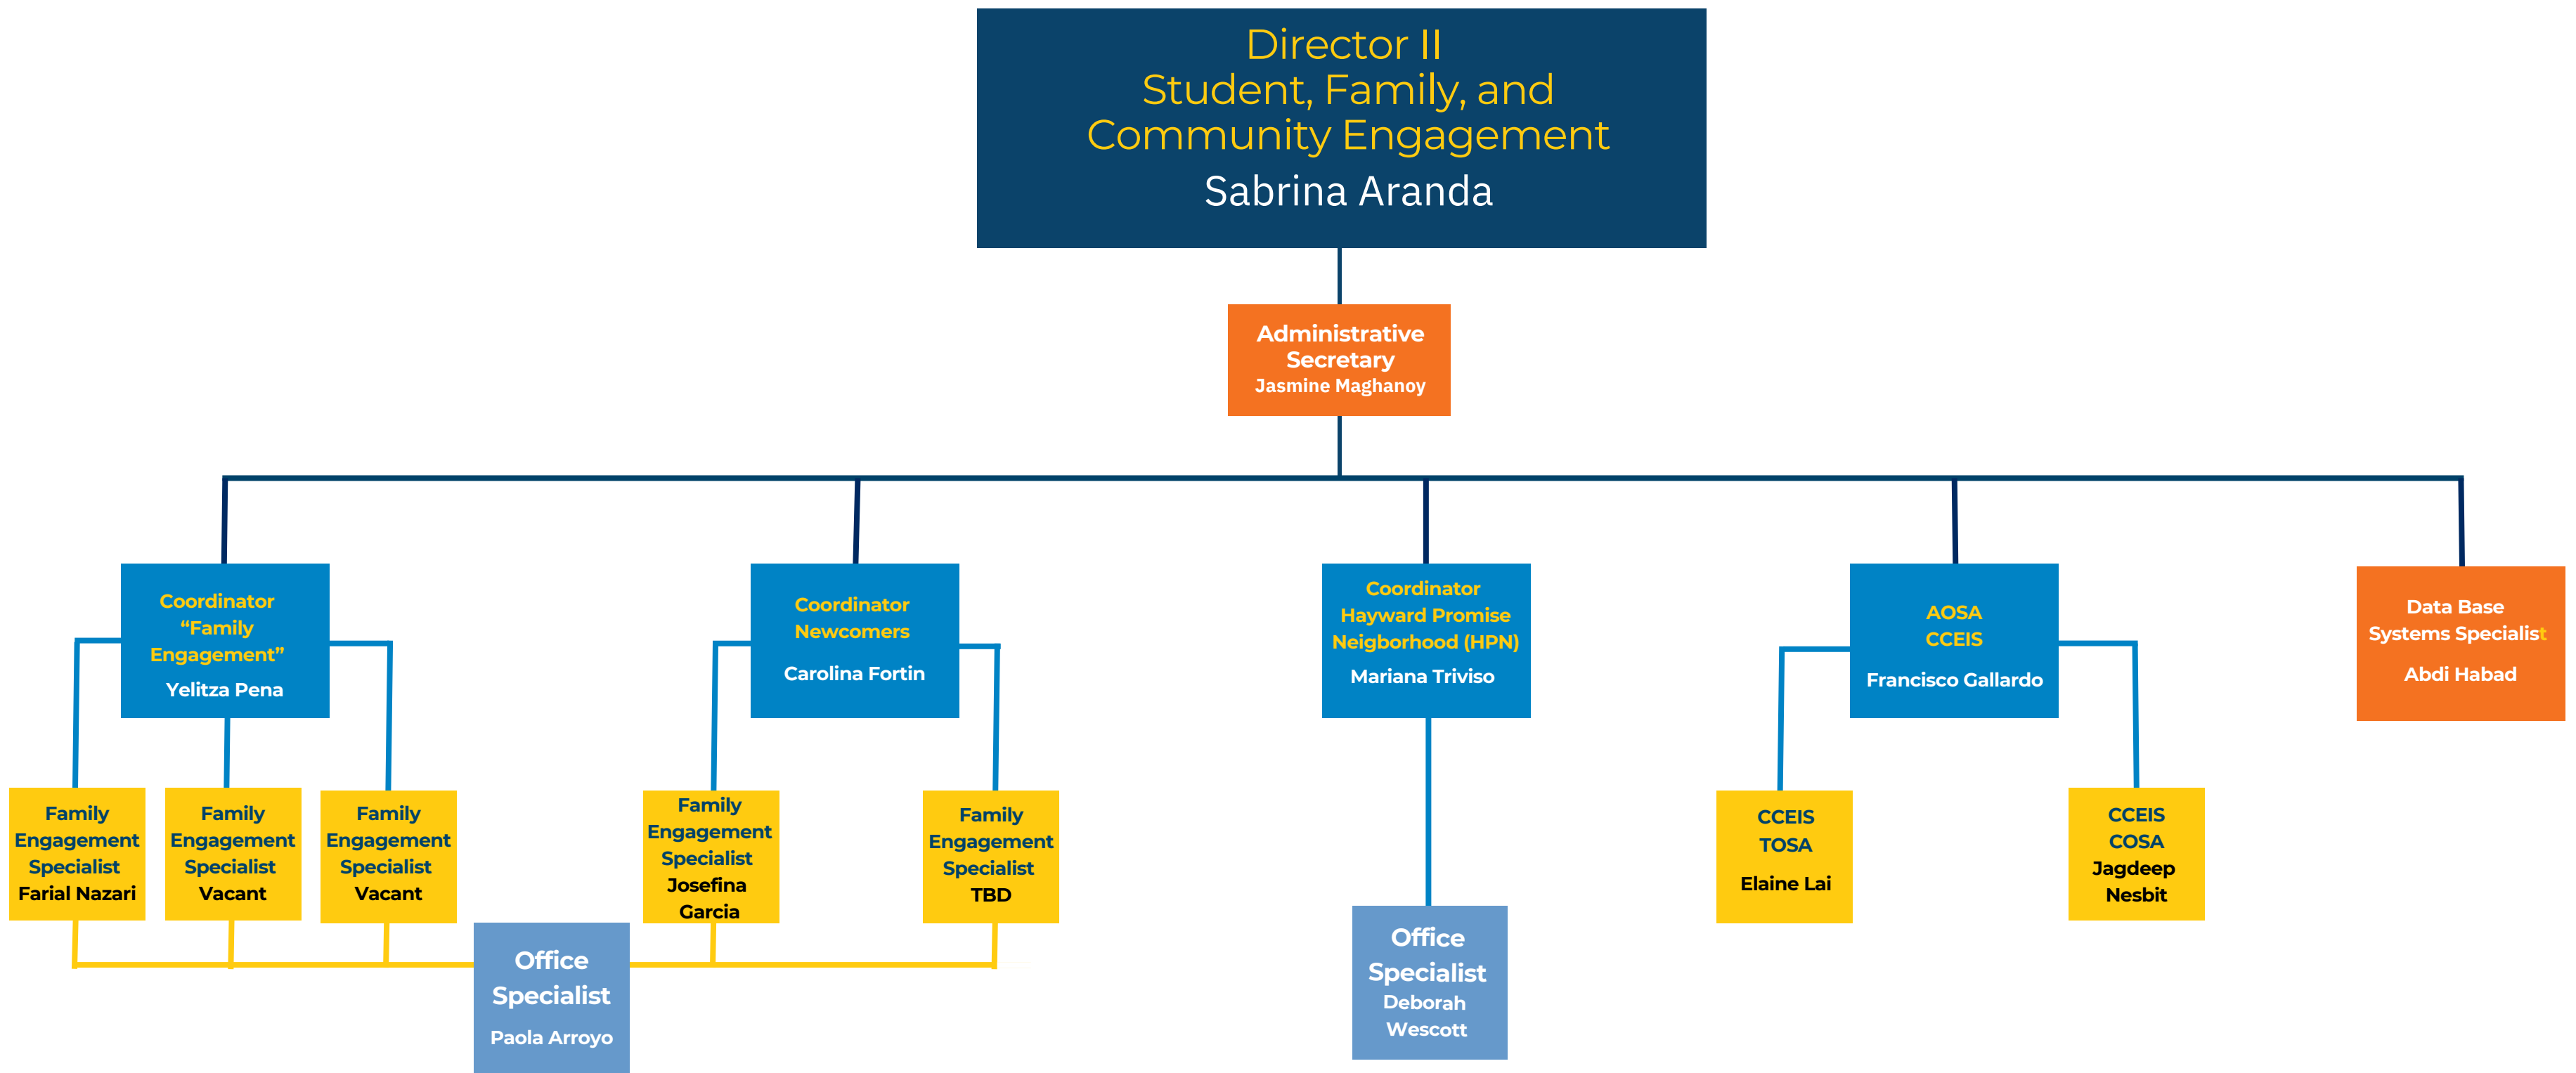 Director II
Student, Family, and
Community Engagement
Sabrina Aranda
Administrative
Secretary
Jasmine Maghanoy
Coordinator
“Family
Engagement”
Yelitza Pena
Coordinator
Newcomers
Carolina Fortin
Coordinator
Hayward Promise
Neigborhood (HPN)
Mariana Triviso
AOSA
CCEIS
Francisco Gallardo
Data Base
Systems Specialist
Abdi Habad
Family
Engagement
Specialist
Farial Nazari
Family
Engagement
Specialist
Vacant
Family
Engagement
Specialist
Vacant
Family
Engagement
Specialist
Josefina
Garcia
Family
Engagement
Specialist
TBD
CCEIS
TOSA
Elaine Lai
CCEIS
COSA
Jagdeep
Nesbit
Office
Specialist
Paola Arroyo
Office
Specialist
Deborah
Wescott